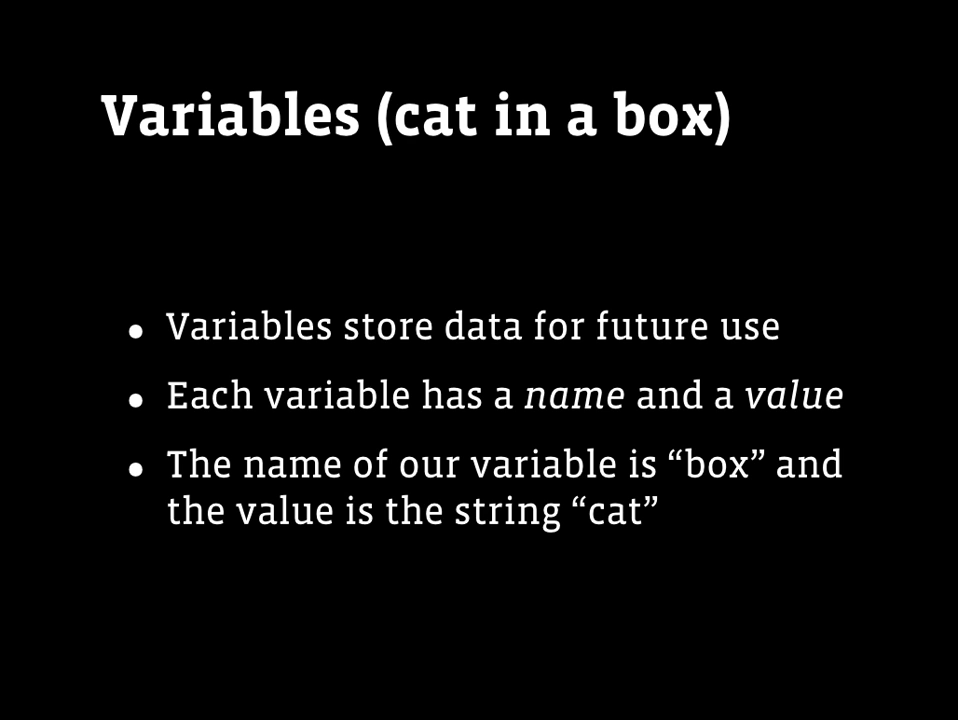 Variables (cat in a box)
• Variables store data for future use
• Each variable has a name and a value
• The name of our variable is “box” and
the value is the string “cat”